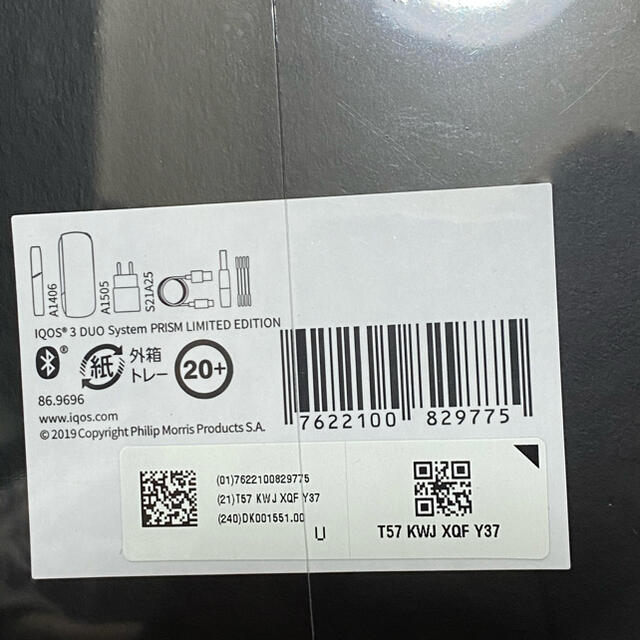 A1406
A1505
S21A25
IQOS® 3 DUO System PRISM LIMITED EDITION
®
紙
外箱
トレー
20+
86.9696
www.iqos.com
© 2019 Copyright Philip Morris Products S.A.
7622100 829775
(01)7622100829775
(21)T57 KWJ XQF Y37
(240)DK001551.00
U
T57 KWJ XQF Y37